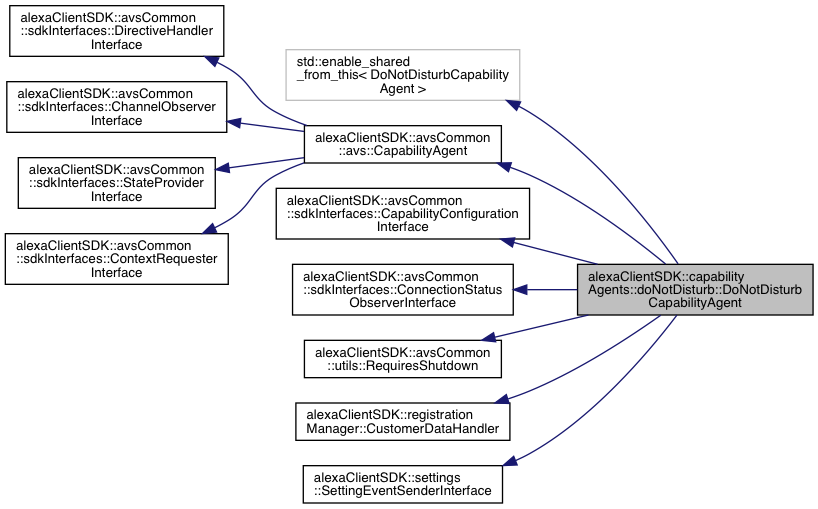 alexaClientSDK::avsCommon
::sdkInterfaces::DirectiveHandler
Interface
alexaClientSDK::avsCommon
::sdkInterfaces::ChannelObserver
Interface
alexaClientSDK::avsCommon
::sdkInterfaces::StateProvider
Interface
alexaClientSDK::avsCommon
::sdkInterfaces::ContextRequester
Interface
std::enable_shared
_from_this< DoNotDisturbCapability
Agent >
alexaClientSDK::avsCommon
::avs::CapabilityAgent
alexaClientSDK::avsCommon
::sdkInterfaces::CapabilityConfiguration
Interface
alexaClientSDK::avsCommon
::sdkInterfaces::ConnectionStatus
ObserverInterface
alexaClientSDK::avsCommon
::utils::RequiresShutdown
alexaClientSDK::registration
Manager::CustomerDataHandler
alexaClientSDK::settings
::SettingEventSenderInterface
alexaClientSDK::capability
Agents::doNotDisturb::DoNotDisturb
CapabilityAgent